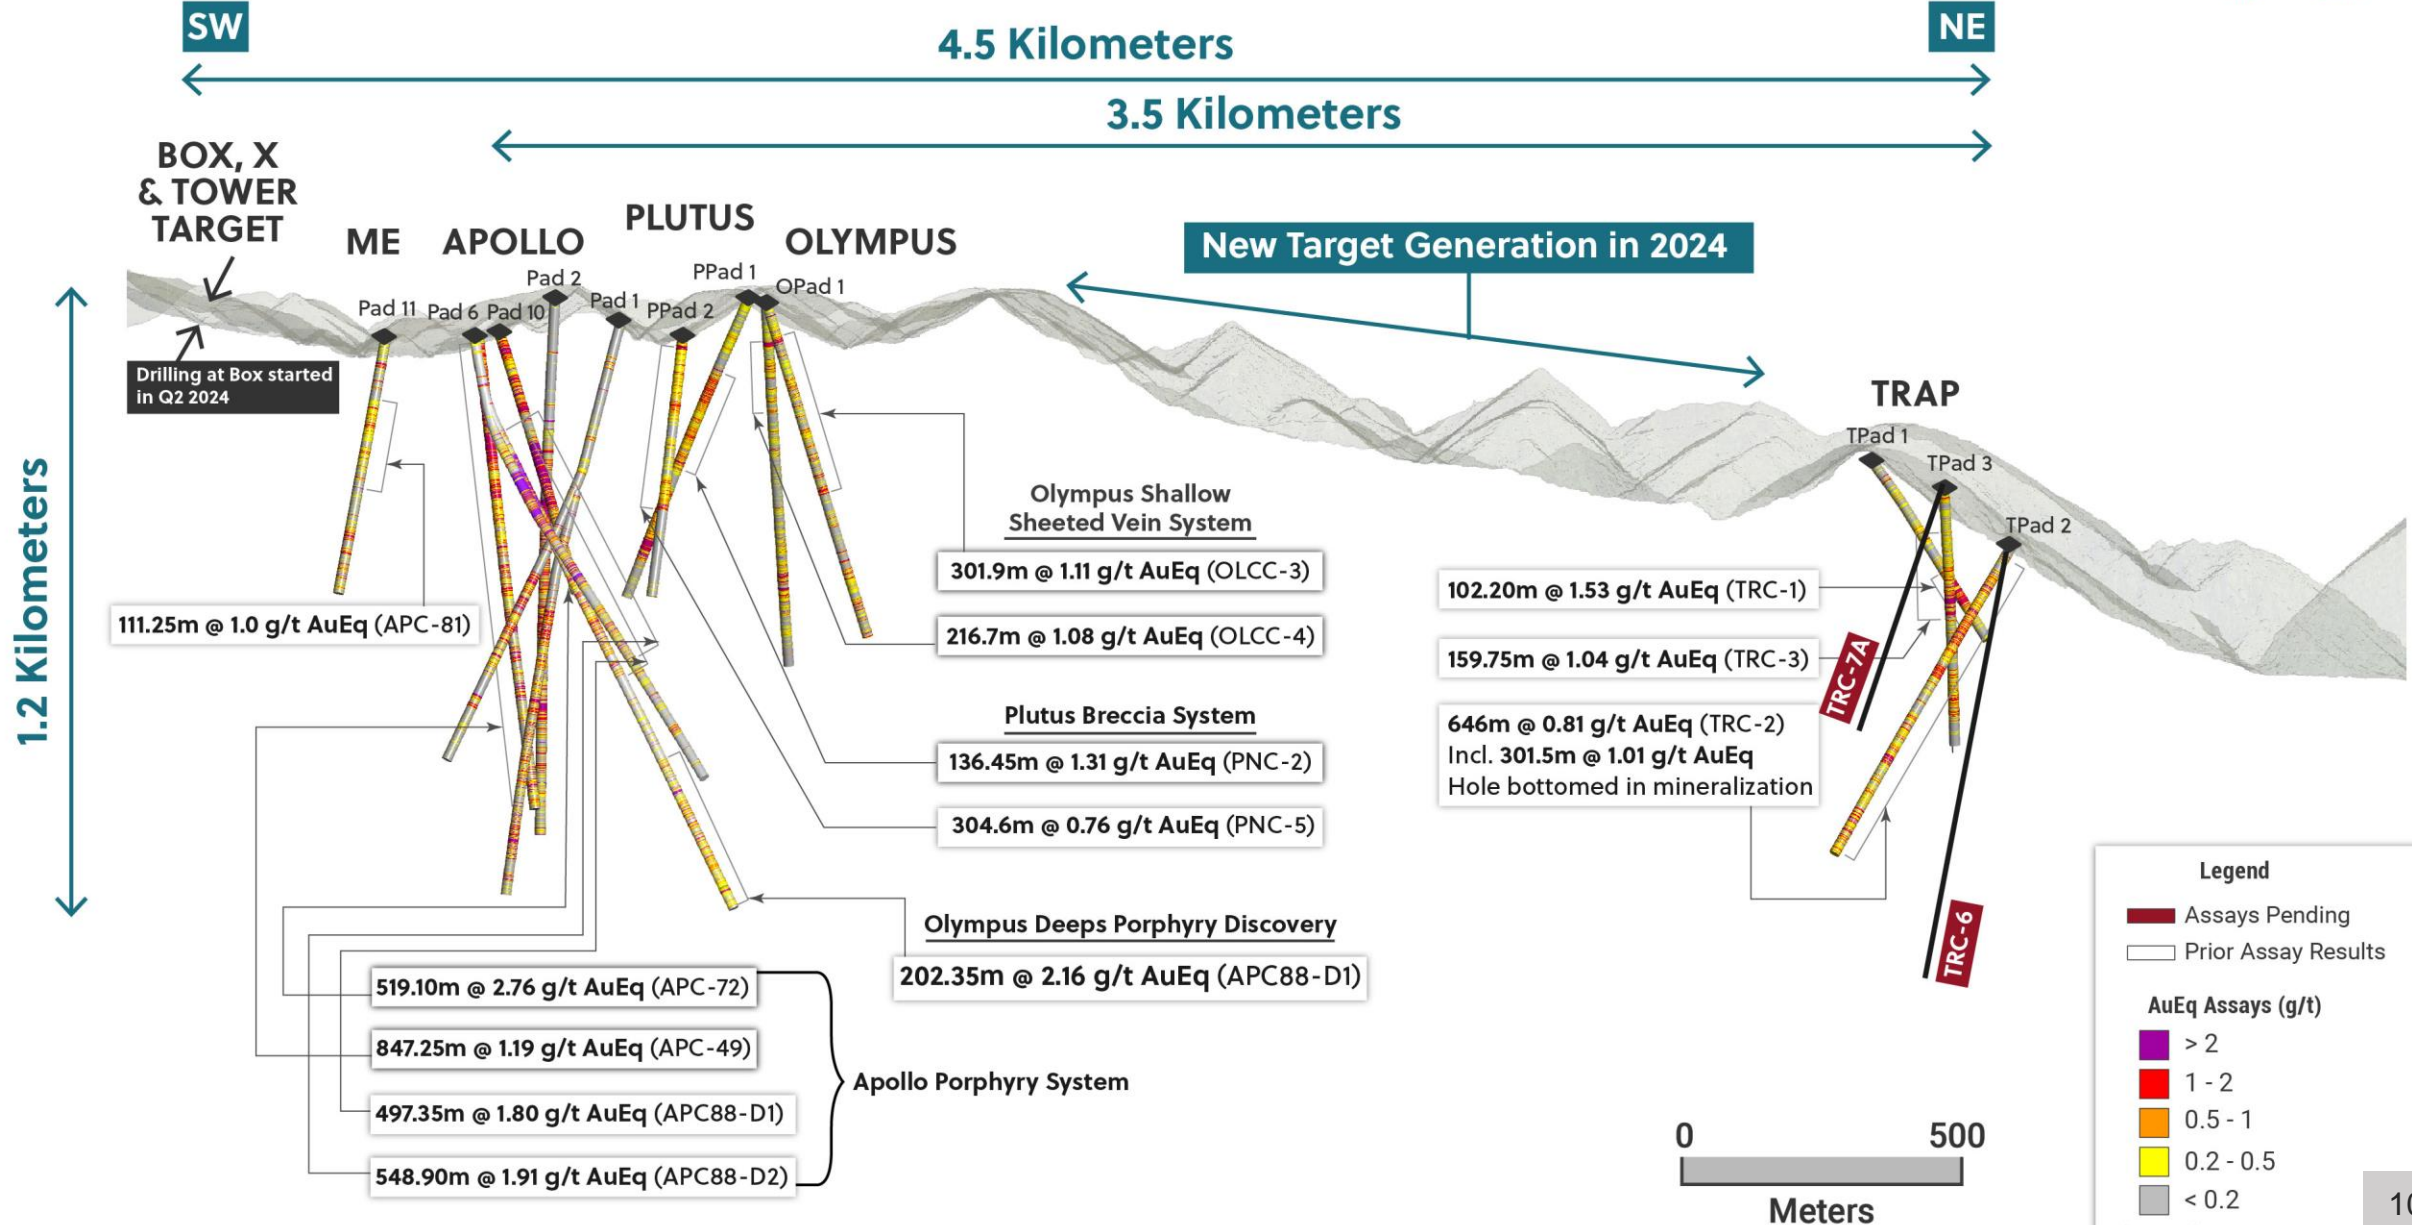 SW
NE
4.5 Kilometers
3.5 Kilometers
BOX, X
& TOWER
TARGET
ME
APOLLO
PLUTUS
OLYMPUS
New Target Generation in 2024
TRAP
Pad 11
Pad 6
Pad 10
Pad 2
Pad 1
PPad 2
PPad 1
OPad 1
TPad 1
TPad 3
TPad 2
Drilling at Box started
in Q2 2024
1.2 Kilometers
111.25m @ 1.0 g/t AuEq (APC-81)
Olympus Shallow
Sheeted Vein System
301.9m @ 1.11 g/t AuEq (OLCC-3)
216.7m @ 1.08 g/t AuEq (OLCC-4)
Plutus Breccia System
136.45m @ 1.31 g/t AuEq (PNC-2)
304.6m @ 0.76 g/t AuEq (PNC-5)
Olympus Deeps Porphyry Discovery
202.35m @ 2.16 g/t AuEq (APC88-D1)
519.10m @ 2.76 g/t AuEq (APC-72)
847.25m @ 1.19 g/t AuEq (APC-49)
497.35m @ 1.80 g/t AuEq (APC88-D1)
548.90m @ 1.91 g/t AuEq (APC88-D2)
Apollo Porphyry System
102.20m @ 1.53 g/t AuEq (TRC-1)
159.75m @ 1.04 g/t AuEq (TRC-3)
646m @ 0.81 g/t AuEq (TRC-2)
Incl. 301.5m @ 1.01 g/t AuEq
Hole bottomed in mineralization
TRC-7A
TRC-6
0
500
Meters
Legend
Assays Pending
Prior Assay Results
AuEq Assays (g/t)
> 2
1 - 2
0.5 - 1
0.2 - 0.5
< 0.2